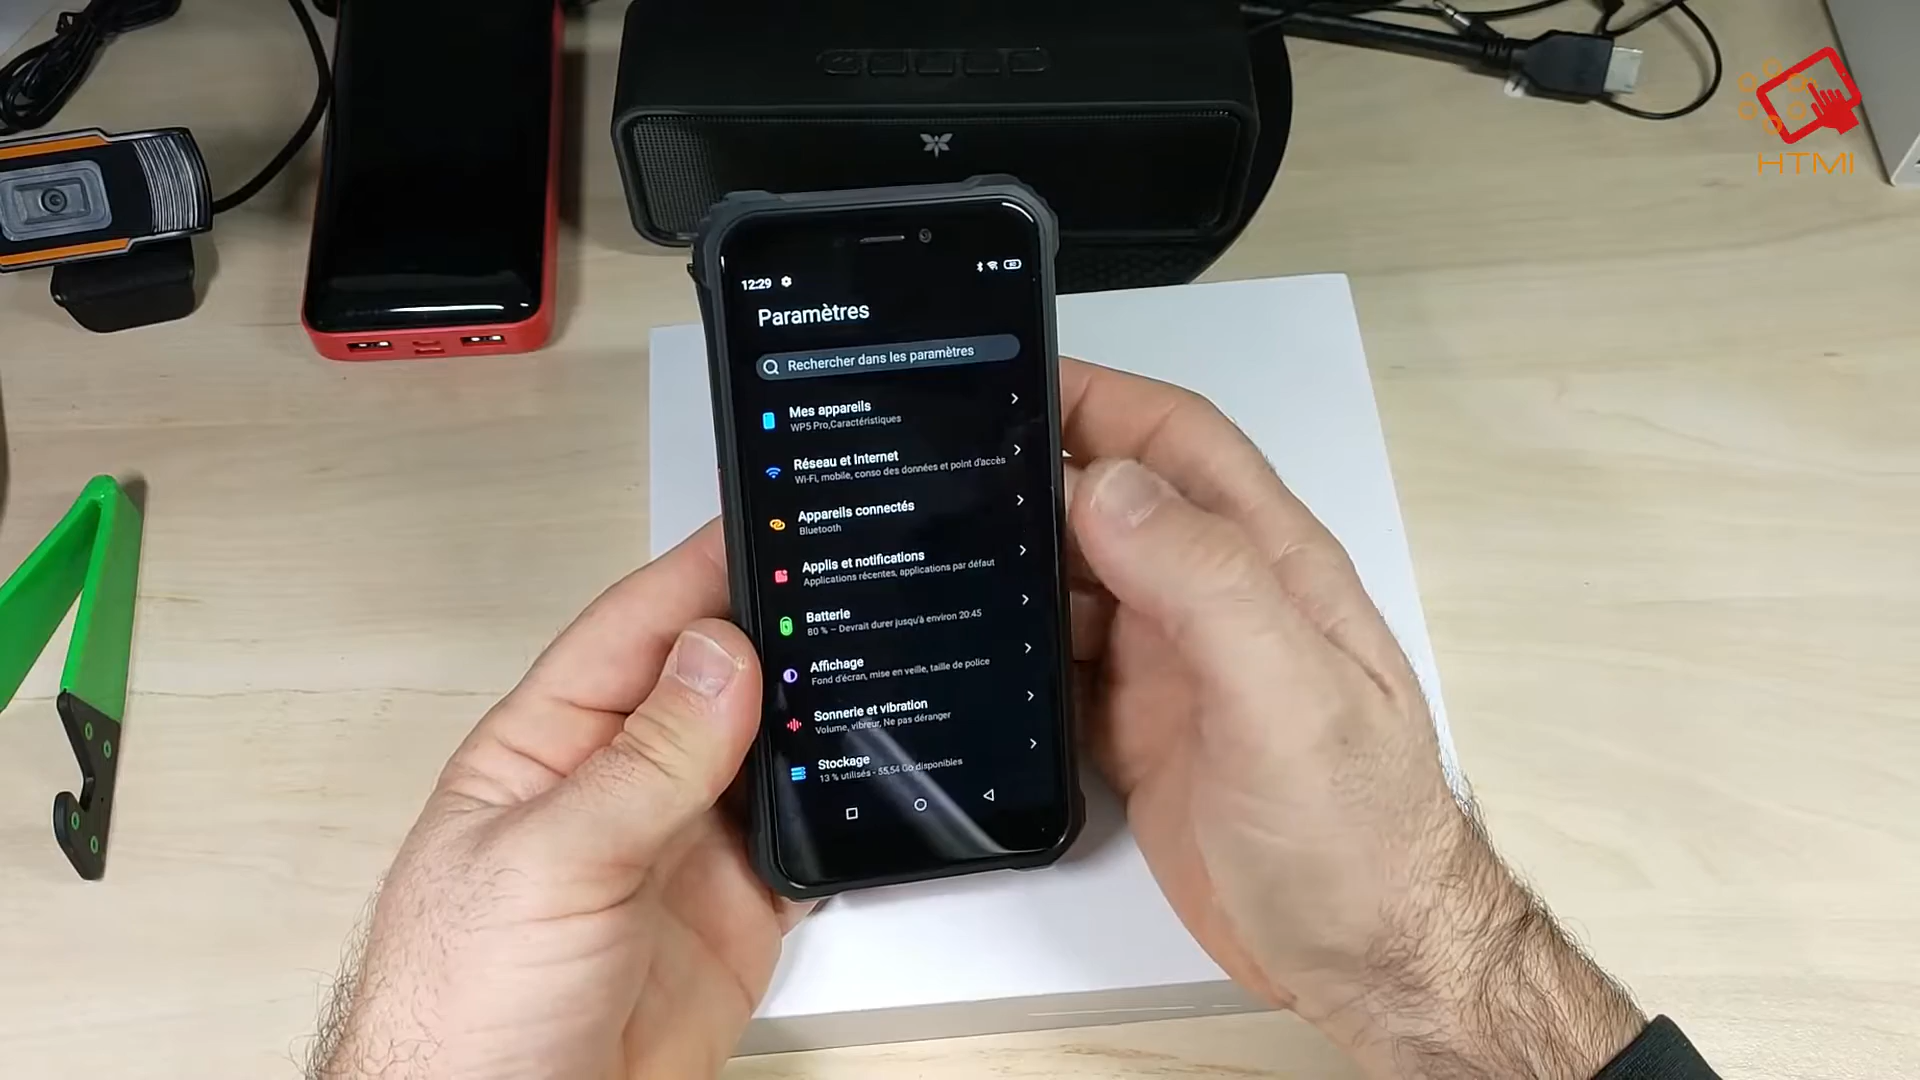 HTMI
12:29
Paramètres
Rechercher dans les paramètres
Mes appareils
WP5 Pro,Caractéristiques
Réseau et Internet
Wi-Fi, mobile, conso des données et point d'accès
Appareils connectés
Bluetooth
Applis et notifications
Applications récentes, applications par défaut
Batterie
80 % – Devrait durer jusqu'à environ 20:45
Affichage
Fond d'écran, mise en veille, taille de police
Sonnerie et vibration
Volume, vibreur, Ne pas déranger
Stockage
13 % utilisés - 55,54 Go disponibles